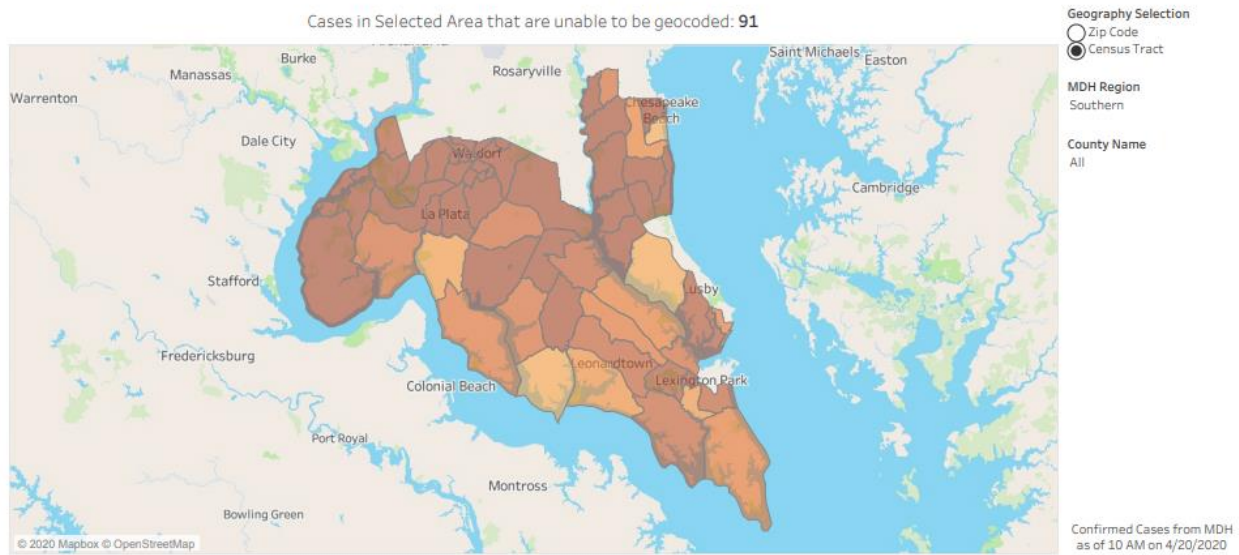 Cases in Selected Area that are unable to be geocoded: 91
Geography Selection
Zip Code
Census Tract
MDH Region
Southern
County Name
All
Burke
Manassas
Rosaryville
Saint Michaels
Easton
Warrenton
Chesapeake
Beach
Dale City
Waldorf
Cambridge
La Plata
Stafford
Lusby
Fredericksburg
Leonardtown
Colonial Beach
Lexington Park
Port Royal
Montross
Bowling Green
© 2020 Mapbox © OpenStreetMap
Confirmed Cases from MDH
as of 10 AM on 4/20/2020